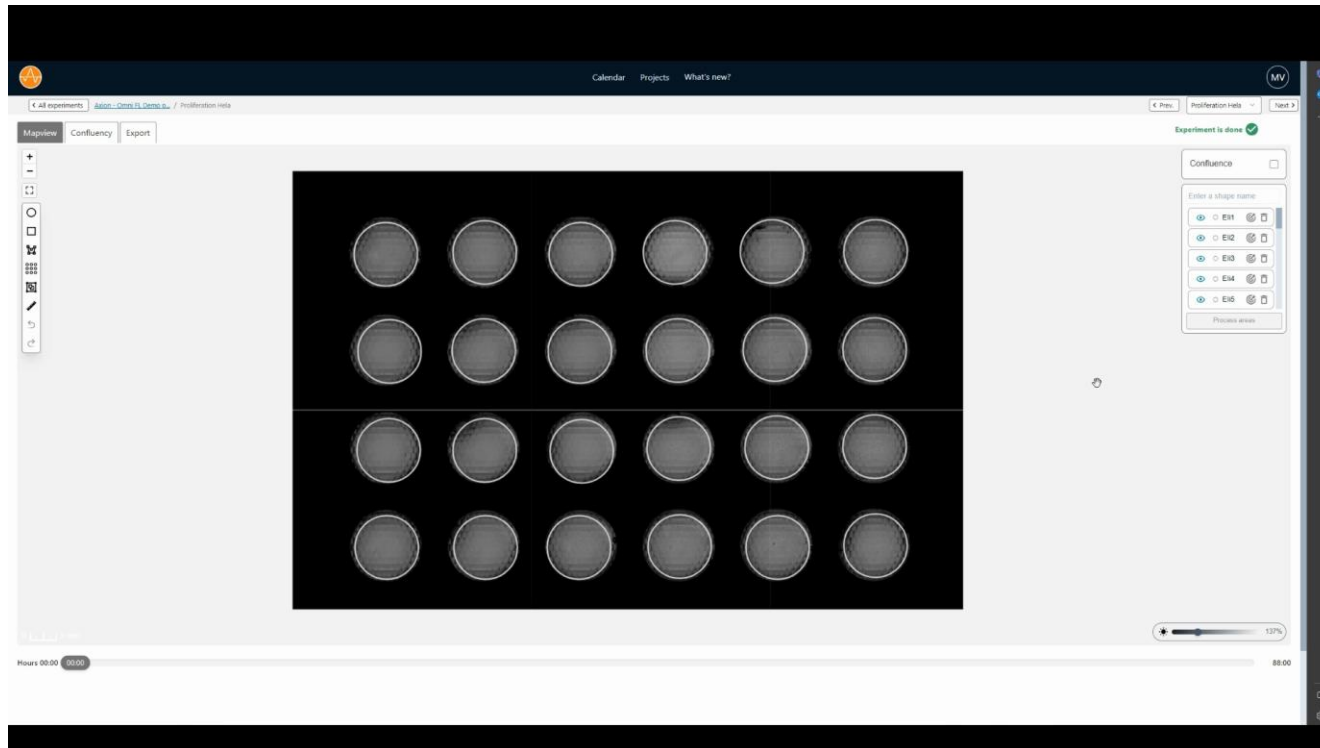 Calendar Projects What's new?
MV
< All experiments Axion - Omni FL Demo o... / Proliferation Hela
< Prev. Proliferation Hela Next >
Mapview Confluency Export
Experiment is done
Confluence
Enter a shape name
Ell1
Ell2
Ell3
Ell4
Ell5
Process areas
137%
Hours 00:00 00:00 88:00